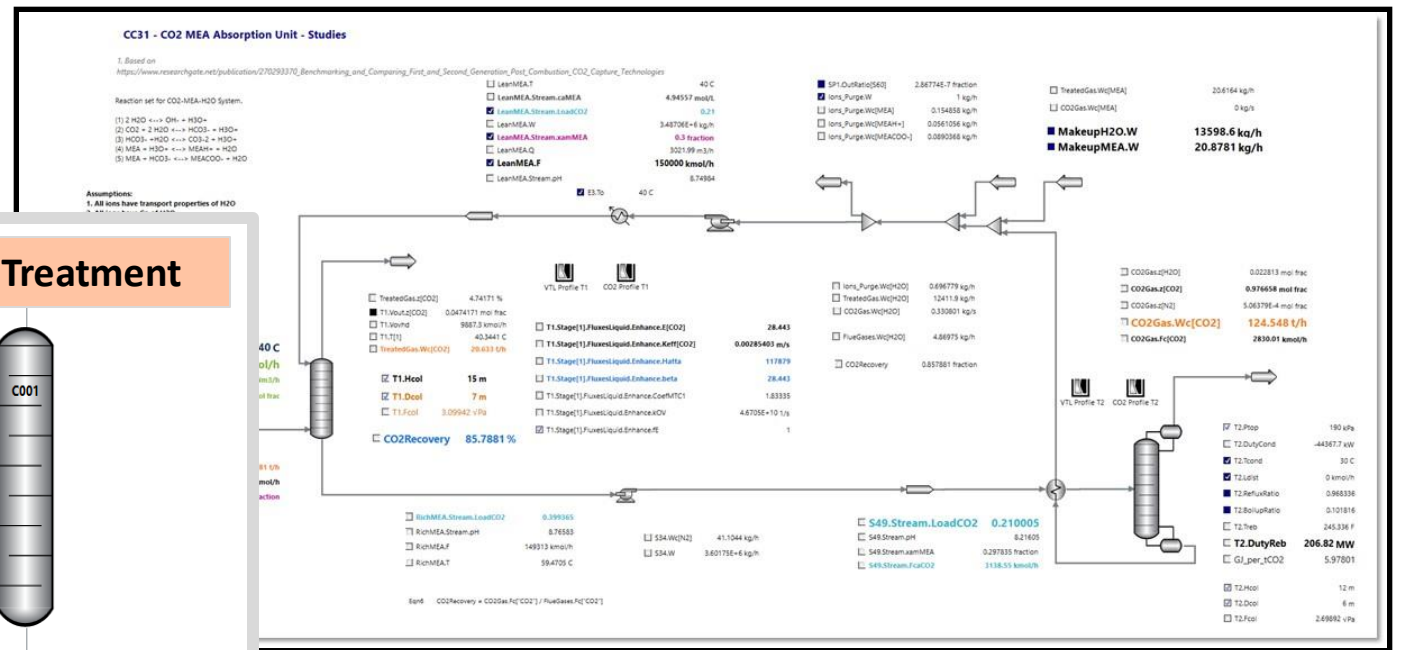 CC31 - CO2 MEA Absorption Unit - Studies
1. Based on
https://www.researchgate.net/publication/270293370_Benchmarking_and_Comparing_First_and_Second_Generation_Post_Combustion_CO2_Capture_Technologies
Reaction set for CO2-MEA-H2O System.
(1) 2 H2O <--> OH- + H3O+
(2) CO2 + 2 H2O <--> HCO3- + H3O+
(3) HCO3- +H2O <--> CO3-2 + H3O+
(4) MEA + H3O+ <--> MEAH+ + H2O
(5) MEA + HCO3- <--> MEACOO- + H2O
Assumptions:
1. All ions have transport properties of H2O
LeanMEA.T 40 C
LeanMEA.Stream.caMEA 4.94557 mol/L
LeanMEA.Stream.LoadCO2 0.21
LeanMEA.W 3.48706E+6 kg/h
LeanMEA.Stream.xamMEA 0.3 fraction
LeanMEA.Q 3021.99 m3/h
LeanMEA.F 150000 kmol/h
LeanMEA.Stream.pH 8.74984
E3.To 40 C
SP1.OutRatio[S60] 2.86774E-7 fraction
Ions_Purge.W 1 kg/h
Ions_Purge.Wc[MEA] 0.154858 kg/h
Ions_Purge.Wc[MEAH+] 0.0561056 kg/h
Ions_Purge.Wc[MEACOO-] 0.0890368 kg/h
TreatedGas.Wc[MEA] 20.6164 kg/h
CO2Gas.Wc[MEA] 0 kg/s
MakeupH2O.W 13598.6 kg/h
MakeupMEA.W 20.8781 kg/h
Treatment
C001
40 C
ol/h
m3/h
ol frac
81 t/h
mol/h
action
TreatedGas.z[CO2] 4.74171 %
T1.Vout.z[CO2] 0.0474171 mol frac
T1.Vovhd 9887.3 kmol/h
T1.T[1] 40.3441 C
TreatedGas.Wc[CO2] 20.633 t/h
T1.Hcol 15 m
T1.Dcol 7 m
T1.Fcol 3.09942 √Pa
CO2Recovery 85.7881 %
VTL Profile T1
CO2 Profile T1
T1.Stage[1].FluxesLiquid.Enhance.E[CO2] 28.443
T1.Stage[1].FluxesLiquid.Enhance.Keff[CO2] 0.00285403 m/s
T1.Stage[1].FluxesLiquid.Enhance.Hatta 117879
T1.Stage[1].FluxesLiquid.Enhance.beta 28.443
T1.Stage[1].FluxesLiquid.Enhance.CoefMTC1 1.83335
T1.Stage[1].FluxesLiquid.Enhance.kOV 4.6705E+10 1/s
T1.Stage[1].FluxesLiquid.Enhance.fE 1
Ions_Purge.Wc[H2O] 0.696779 kg/h
TreatedGas.Wc[H2O] 12411.9 kg/h
CO2Gas.Wc[H2O] 0.330801 kg/s
FlueGases.Wc[H2O] 4.86975 kg/h
CO2Recovery 0.857881 fraction
CO2Gas.z[H2O] 0.022813 mol frac
CO2Gas.z[CO2] 0.976658 mol frac
CO2Gas.z[N2] 5.06379E-4 mol frac
CO2Gas.Wc[CO2] 124.548 t/h
CO2Gas.Fc[CO2] 2830.01 kmol/h
VTL Profile T2
CO2 Profile T2
T2.Ptop 190 kPa
T2.DutyCond -44367.7 kW
T2.Tcond 30 C
T2.Ldist 0 kmol/h
T2.RefluxRatio 0.968336
T2.BoilupRatio 0.101816
T2.Treb 245.336 F
T2.DutyReb 206.82 MW
GJ_per_tCO2 5.97801
T2.Hcol 12 m
T2.Dcol 6 m
T2.Fcol 2.69892 √Pa
RichMEA.Stream.LoadCO2 0.399365
RichMEA.Stream.pH 8.76583
RichMEA.F 149313 kmol/h
RichMEA.T 59.4705 C
S34.Wc[N2] 41.1044 kg/h
S34.W 3.60175E+6 kg/h
S49.Stream.LoadCO2 0.210005
S49.Stream.pH 8.21605
S49.Stream.xamMEA 0.297835 fraction
S49.Stream.FcaCO2 3138.55 kmol/h
Eqn6 CO2Recovery = CO2Gas.Fc["CO2"] / FlueGases.Fc["CO2"]